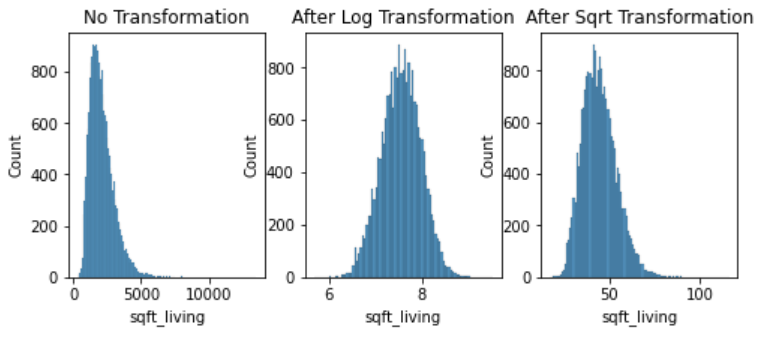 No Transformation
After Log Transformation
After Sqrt Transformation
Count
800
600
400
200
0
0
5000
10000
sqft_living
Count
800
600
400
200
0
6
8
sqft_living
Count
800
600
400
200
0
50
100
sqft_living